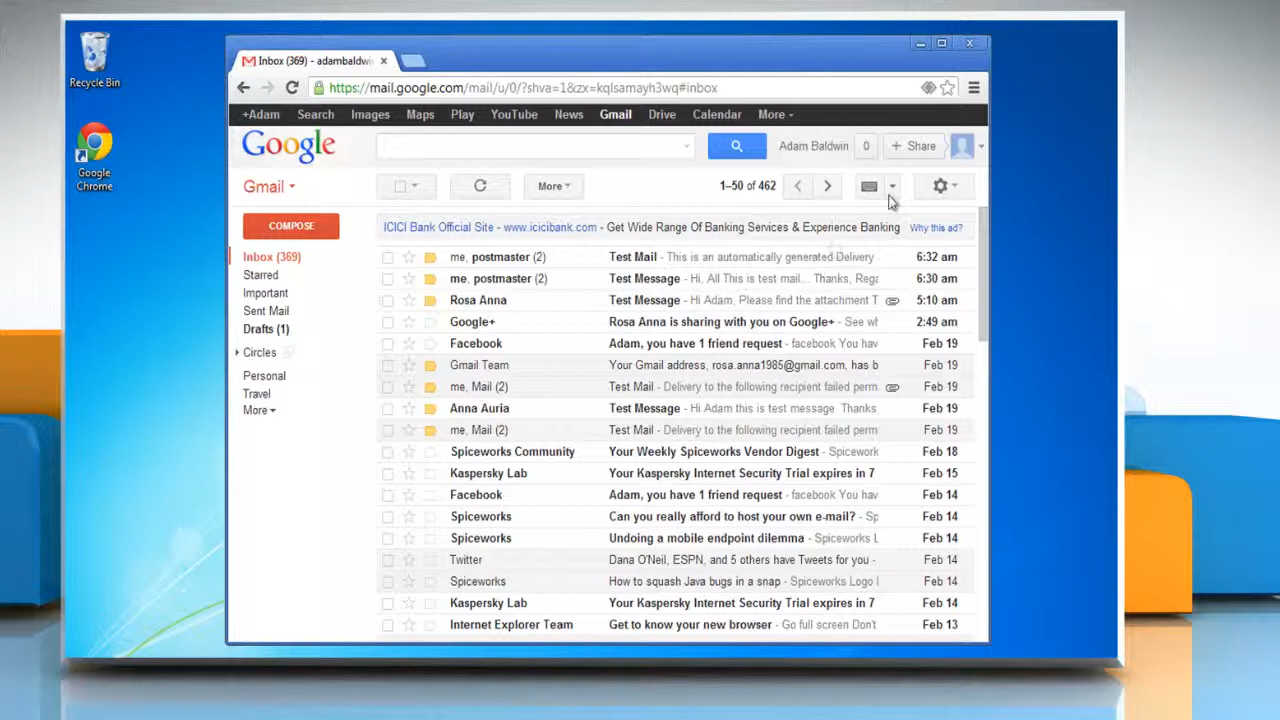 Recycle Bin
Google Chrome
Inbox (369) - adambaldwi
https://mail.google.com/mail/u/0/?shva=1&zx=kqlsamayh3wq#inbox
+Adam Search Images Maps Play YouTube News Gmail Drive Calendar More
Google Adam Baldwin 0 + Share
Gmail More 1–50 of 462
COMPOSE
Inbox (369)
Starred
Important
Sent Mail
Drafts (1)
Circles
Personal
Travel
More
ICICI Bank Official Site - www.icicibank.com - Get Wide Range Of Banking Services & Experience Banking Why this ad?
me, postmaster (2) Test Mail - This is an automatically generated Delivery 6:32 am
me, postmaster (2) Test Message - Hi, All This is test mail... Thanks, Rega 6:30 am
Rosa Anna Test Message - Hi Adam, Please find the attachment T 5:10 am
Google+ Rosa Anna is sharing with you on Google+ - See wh 2:49 am
Facebook Adam, you have 1 friend request - facebook You hav Feb 19
Gmail Team Your Gmail address, rosa.anna1985@gmail.com, has b Feb 19
me, Mail (2) Test Mail - Delivery to the following recipient failed perm Feb 19
Anna Auria Test Message - Hi Adam this is test message Thanks, Feb 19
me, Mail (2) Test Mail - Delivery to the following recipient failed perm Feb 19
Spiceworks Community Your Weekly Spiceworks Vendor Digest - Spicework Feb 18
Kaspersky Lab Your Kaspersky Internet Security Trial expires in 7 Feb 15
Facebook Adam, you have 1 friend request - facebook You hav Feb 14
Spiceworks Can you really afford to host your own e-mail? - Sp Feb 14
Spiceworks Undoing a mobile endpoint dilemma - Spiceworks L Feb 14
Twitter Dana O'Neil, ESPN, and 5 others have Tweets for you - Feb 14
Spiceworks How to squash Java bugs in a snap - Spiceworks Logo I Feb 14
Kaspersky Lab Your Kaspersky Internet Security Trial expires in 7 Feb 14
Internet Explorer Team Get to know your new browser - Go full screen Don't Feb 13